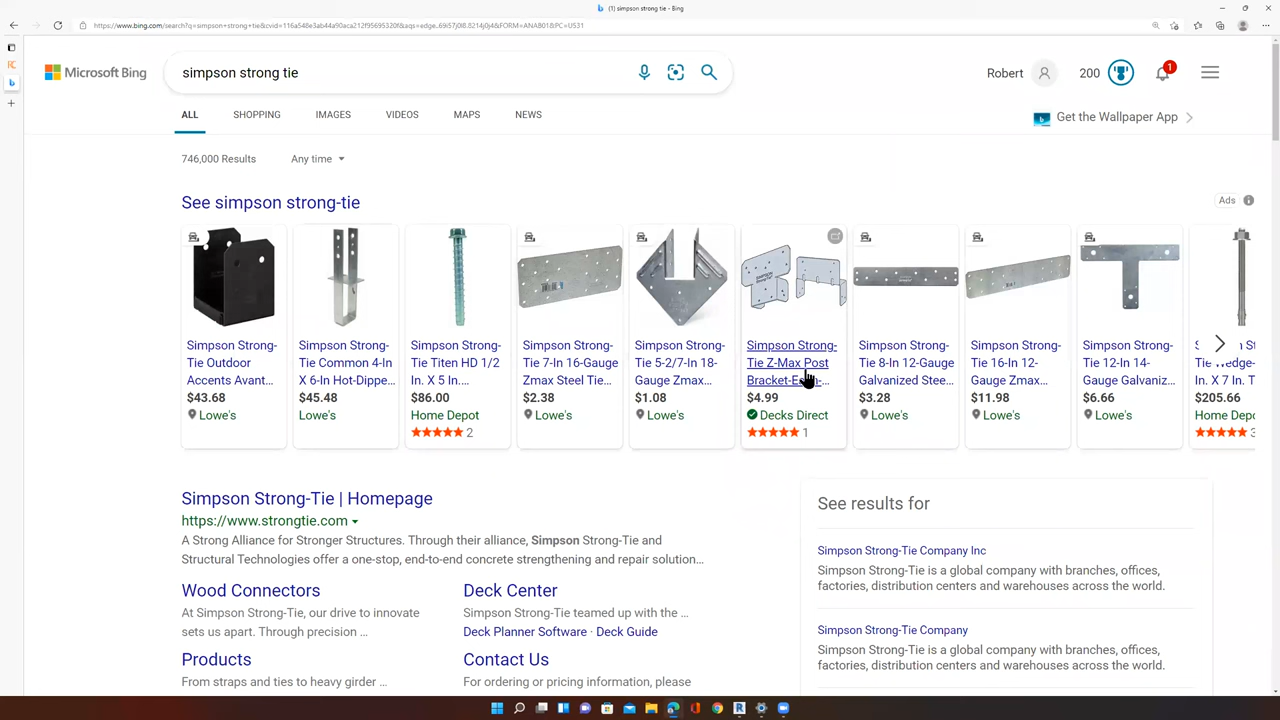 (1) simpson strong tie - Bing
Microsoft Bing
simpson strong tie
Robert
200
1
ALL
SHOPPING
IMAGES
VIDEOS
MAPS
NEWS
Get the Wallpaper App
746,000 Results
Any time
See simpson strong-tie
Ads
Simpson Strong-
Tie Outdoor
Accents Avant...
$43.68
Lowe's
Simpson Strong-
Tie Common 4-In
X 6-In Hot-Dippe...
$45.48
Lowe's
Simpson Strong-
Tie Titen HD 1/2
In. X 5 In....
$86.00
Home Depot
2
Simpson Strong-
Tie 7-In 16-Gauge
Zmax Steel Tie...
$2.38
Lowe's
Simpson Strong-
Tie 5-2/7-In 18-
Gauge Zmax...
$1.08
Lowe's
Simpson Strong-
Tie Z-Max Post
$4.99
Decks Direct
1
Simpson Strong-
Tie 8-In 12-Gauge
Galvanized Stee...
$3.28
Lowe's
Simpson Strong-
Tie 16-In 12-
Gauge Zmax...
$11.98
Lowe's
Simpson Strong-
Tie 12-In 14-
Gauge Galvaniz...
$6.66
Lowe's
In. X 7 In. T
$205.66
Home Depo
Simpson Strong-Tie | Homepage
https://www.strongtie.com
A Strong Alliance for Stronger Structures. Through their alliance, Simpson Strong-Tie and
Structural Technologies offer a one-stop, end-to-end concrete strengthening and repair solution...
Wood Connectors
At Simpson Strong-Tie, our drive to innovate
sets us apart. Through precision ...
Deck Center
Simpson Strong-Tie teamed up with the ...
Deck Planner Software · Deck Guide
Products
From straps and ties to heavy girder ...
Contact Us
For ordering or pricing information, please
See results for
Simpson Strong-Tie Company Inc
Simpson Strong-Tie is a global company with branches, offices,
factories, distribution centers and warehouses across the world.
Simpson Strong-Tie Company
Simpson Strong-Tie is a global company with branches, offices,
factories, distribution centers and warehouses across the world.